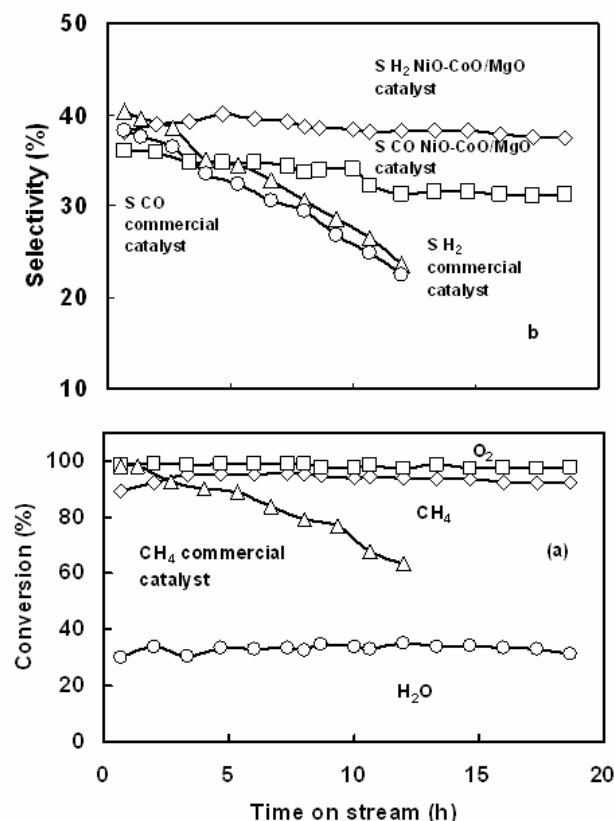 50
40
30
20
10
Selectivity (%)
S H₂ NiO-CoO/MgO
catalyst
S CO NiO-CoO/MgO
catalyst
S CO
commercial
catalyst
S H₂
commercial
catalyst
b
120
100
80
60
40
20
0
Conversion (%)
O₂
CH₄
CH₄ commercial
catalyst
(a)
H₂O
0 5 10 15 20
Time on stream (h)